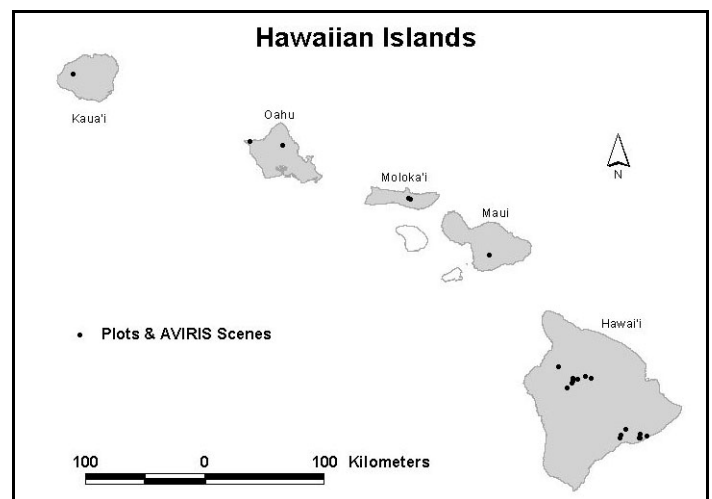 Hawaiian Islands
Kaua'i
Oahu
Moloka'i
N
Maui
Hawai'i
Plots & AVIRIS Scenes
100 0 100 Kilometers